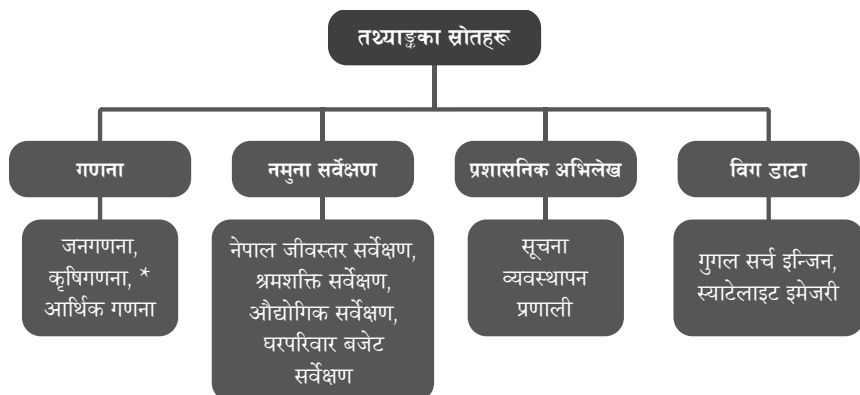 तथ्याङ्कका स्रोतहरू
गणना
नमुना सर्वेक्षण
प्रशासनिक अभिलेख
बिग डाटा
जनगणना,
कृषिगणना, *
आर्थिक गणना
नेपाल जीवस्तर सर्वेक्षण,
श्रमशक्ति सर्वेक्षण,
औद्योगिक सर्वेक्षण,
घरपरिवार बजेट
सर्वेक्षण
सूचना
व्यवस्थापन
प्रणाली
गुगल सर्च इन्जिन,
स्याटेलाइट इमेजरी